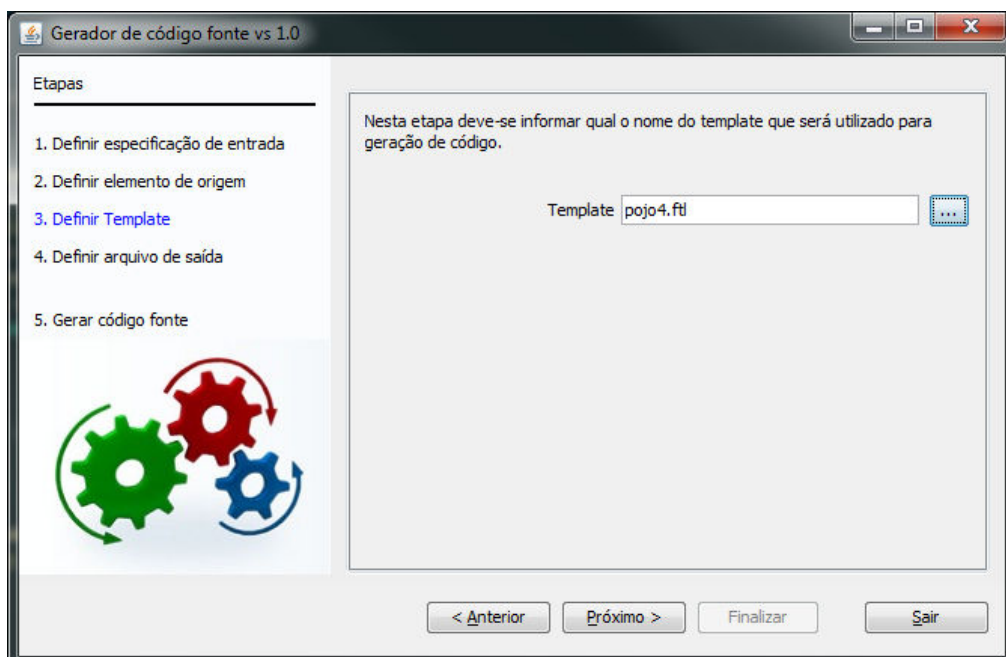 Gerador de código fonte vs 1.0
Etapas
1. Definir especificação de entrada
2. Definir elemento de origem
3. Definir Template
4. Definir arquivo de saída
5. Gerar código fonte
Nesta etapa deve-se informar qual o nome do template que será utilizado para
geração de código.
Template pojo4.ftl ...
< Anterior Próximo > Finalizar Sair